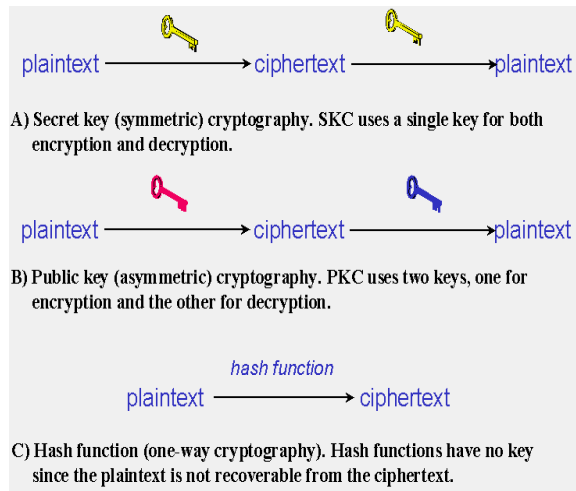 plaintext ciphertext plaintext
A) Secret key (symmetric) cryptography. SKC uses a single key for both
encryption and decryption.
plaintext ciphertext plaintext
B) Public key (asymmetric) cryptography. PKC uses two keys, one for
encryption and the other for decryption.
hash function
plaintext ciphertext
C) Hash function (one-way cryptography). Hash functions have no key
since the plaintext is not recoverable from the ciphertext.